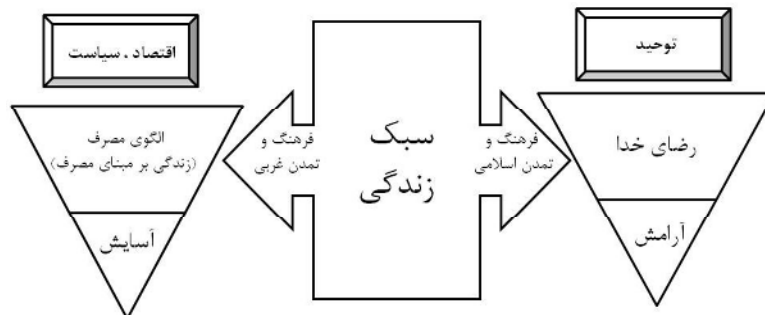 توحید
اقتصاد ، سیاست
رضای خدا
آرامش
فرهنگ و
تمدن اسلامی
سبک
زندگی
فرهنگ و
تمدن غربی
الگوی مصرف
(زندگی بر مبنای مصرف)
آسایش